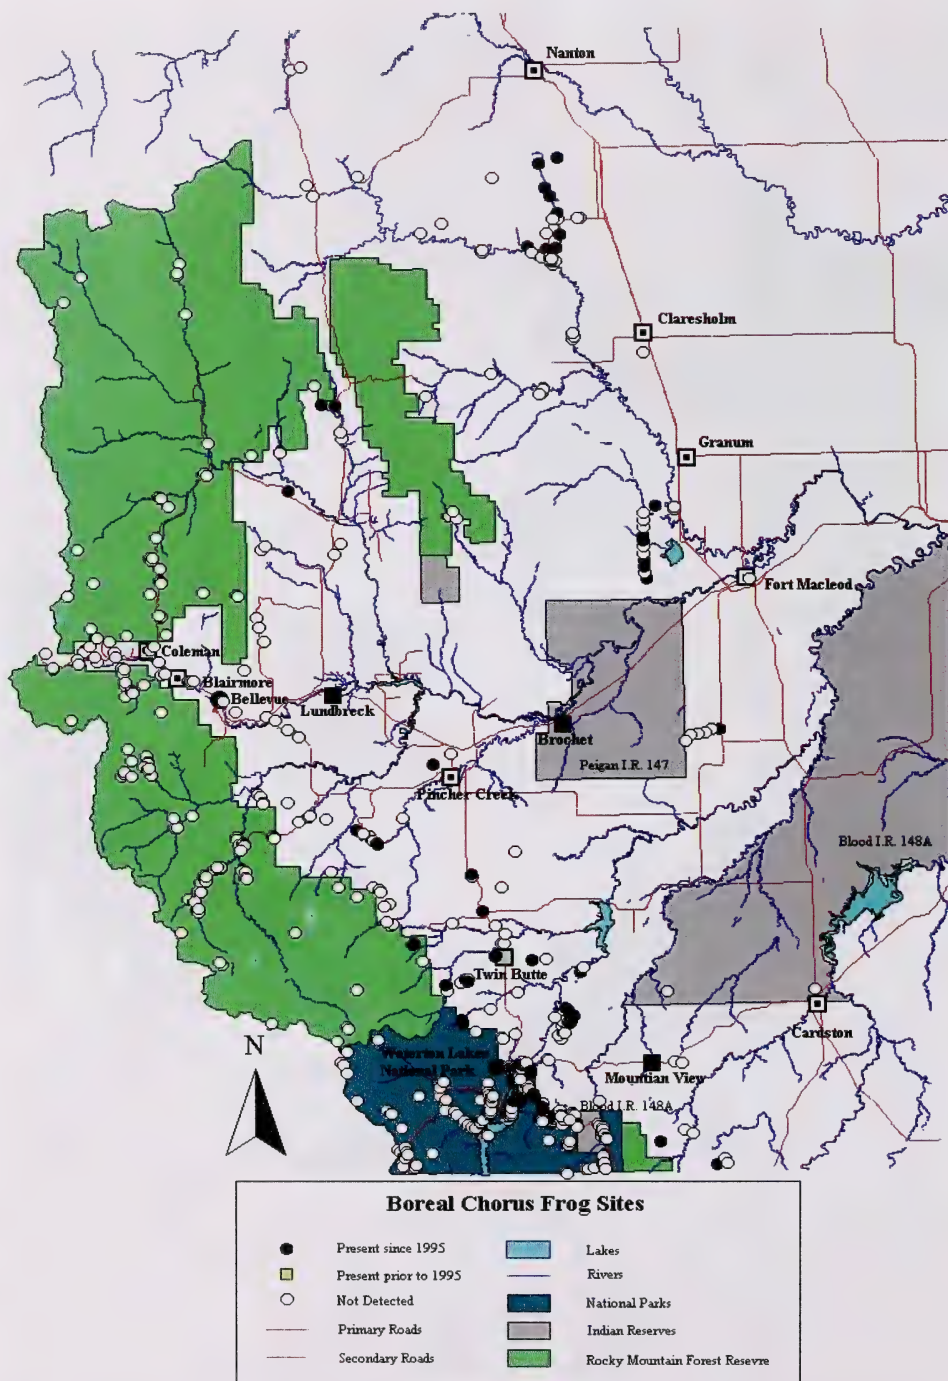 Nanton
Claresholm
Granum
Fort Macleod
Coleman
Blairmore
Bellevue
Lundbreck
Brochet
Peigan I.R. 147
Pincher Creek
Blood I.R. 148A
Twin Butte
Cardston
N
Waterton Lakes
National Park
Mountian View
Blood I.R. 148A
Boreal Chorus Frog Sites
Present since 1995
Lakes
Present prior to 1995
Rivers
Not Detected
National Parks
Primary Roads
Indian Reserves
Secondary Roads
Rocky Mountain Forest Resevre